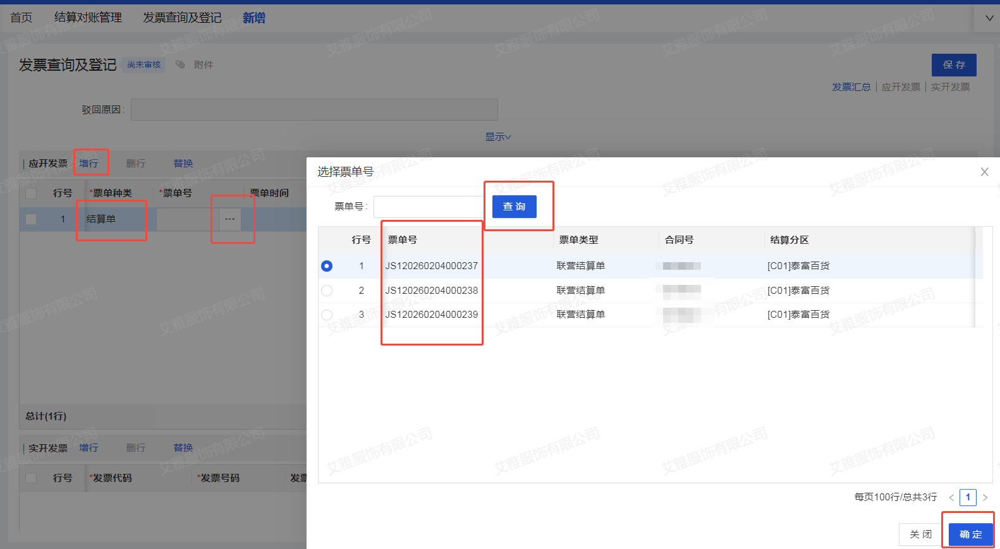 首页 结算对账管理 发票查询及登记 新增
发票查询及登记 尚未审核 附件
保 存
发票汇总 应开发票 实开发票
驳回原因:
显示
应开发票 增行 删行 替换
行号 *票单种类 *票单号 票单时间
1 结算单 ---
总计(1行)
实开发票 增行 删行 替换
行号 *发票代码 *发票号码 发票
选择票单号
票单号: 查 询
行号 票单号 票单类型 合同号 结算分区
1 JS120260204000237 联营结算单 [C01]泰富百货
2 JS120260204000238 联营结算单 [C01]泰富百货
3 JS120260204000239 联营结算单 [C01]泰富百货
每页100行/总共3行 < 1 >
关 闭 确 定
艾雅服饰有限公司